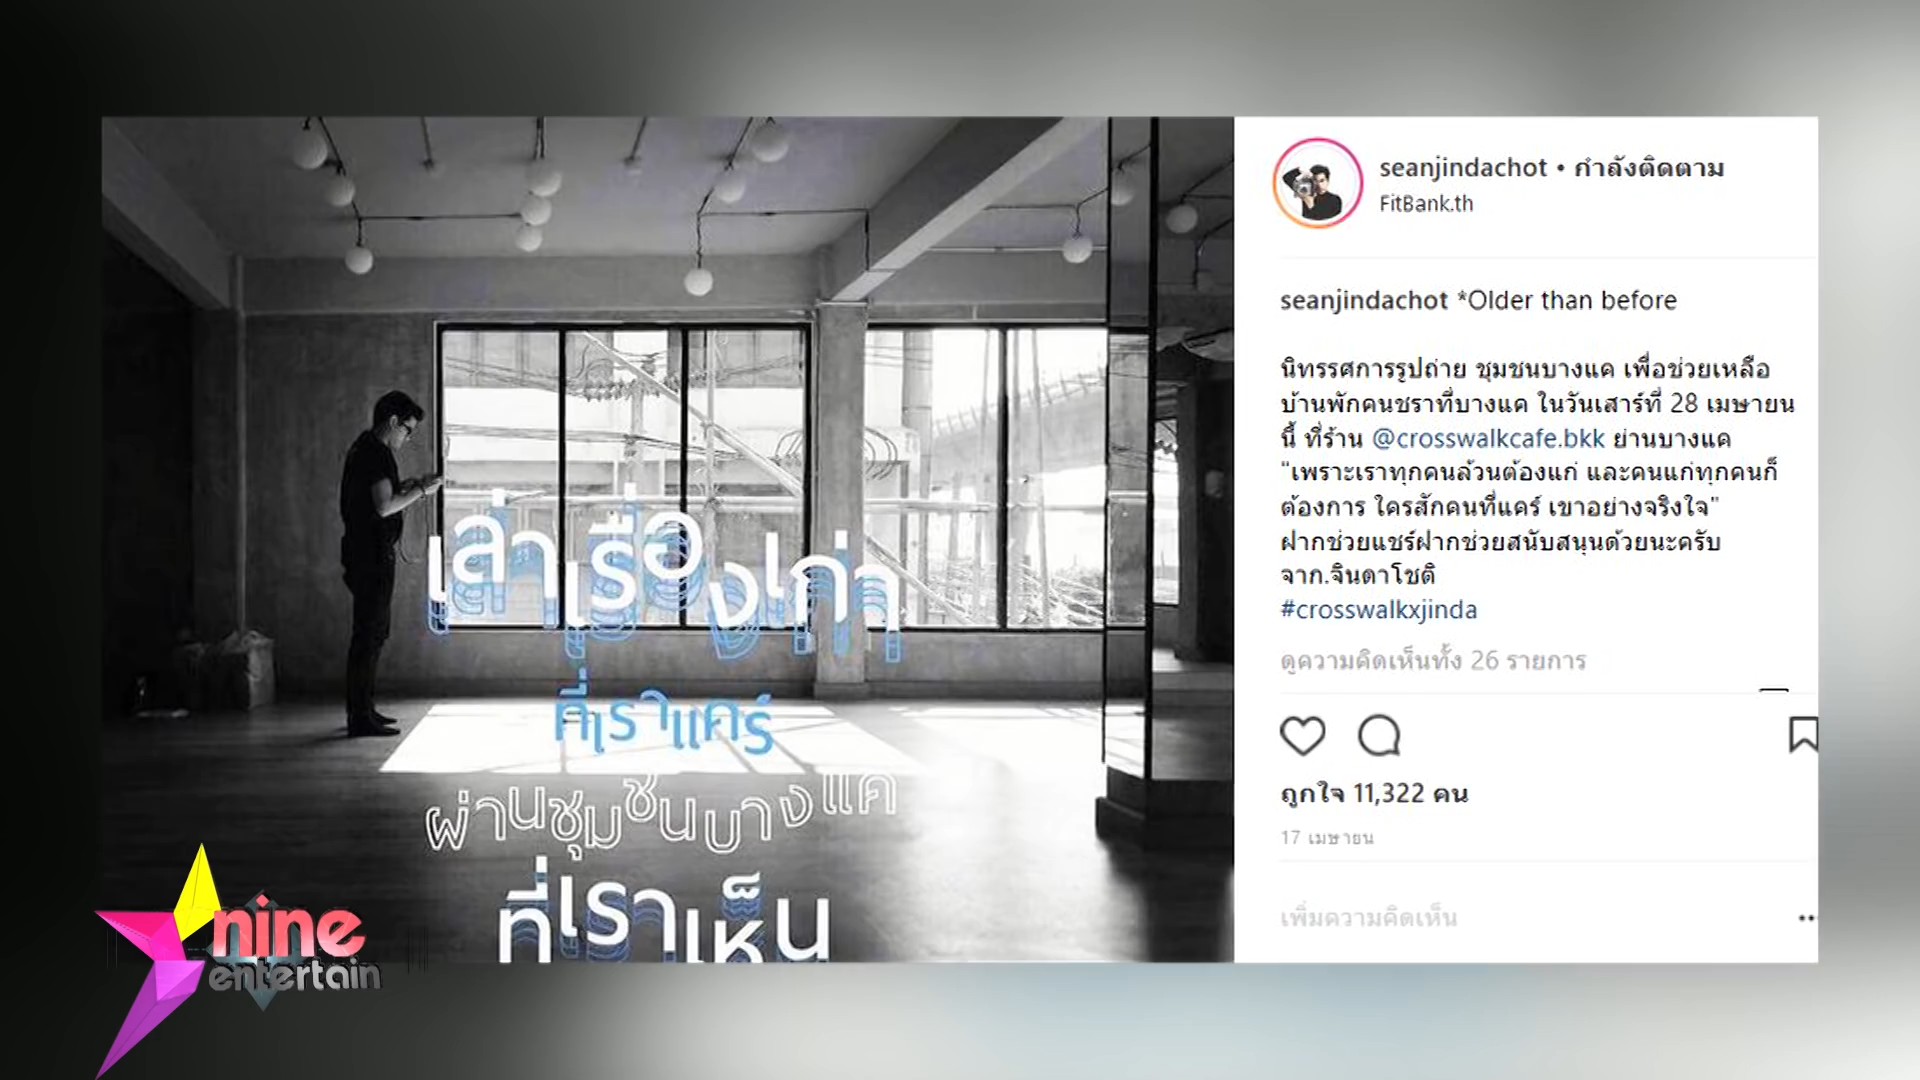 เล่าเรื่องเก่า
ที่เราแคร์
ผ่านชุมชนบางแค
ที่เราเห็น
seanjindachot • กำลังติดตาม
FitBank.th
seanjindachot *Older than before
นิทรรศการรูปถ่าย ชุมชนบางแค เพื่อช่วยเหลือ
บ้านพักคนชราที่บางแค ในวันเสาร์ที่ 28 เมษายน
นี้ ที่ร้าน @crosswalkcafe.bkk ย่านบางแค
"เพราะเราทุกคนล้วนต้องแก่ และคนแก่ทุกคนก็
ต้องการ ใครสักคนที่แคร์ เขาอย่างจริงใจ"
ฝากช่วยแชร์ฝากช่วยสนับสนุนด้วยนะครับ
จาก.จินตาโชติ
#crosswalkxjinda
ดูความคิดเห็นทั้ง 26 รายการ
ถูกใจ 11,322 คน
17 เมษายน
เพิ่มความคิดเห็น
nine
entertain